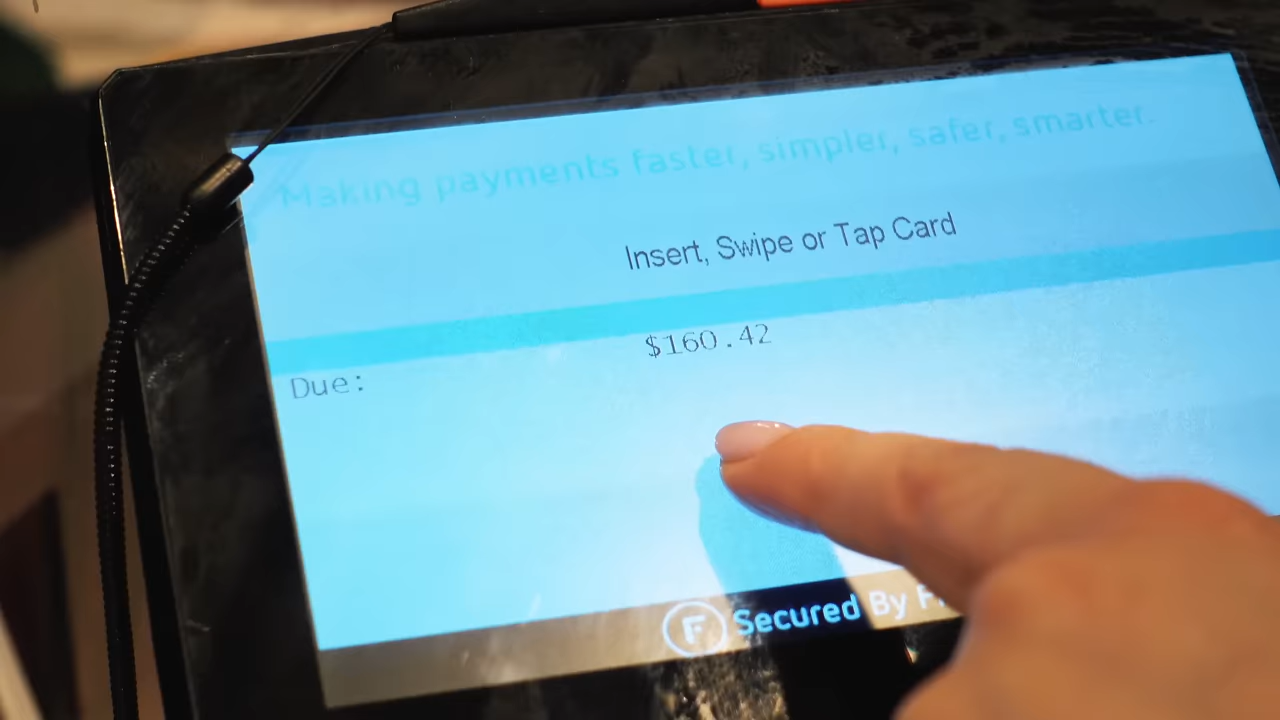 Making payments faster, simpler, safer, smarter.
Insert, Swipe or Tap Card
$160.42
Due:
F Secured By